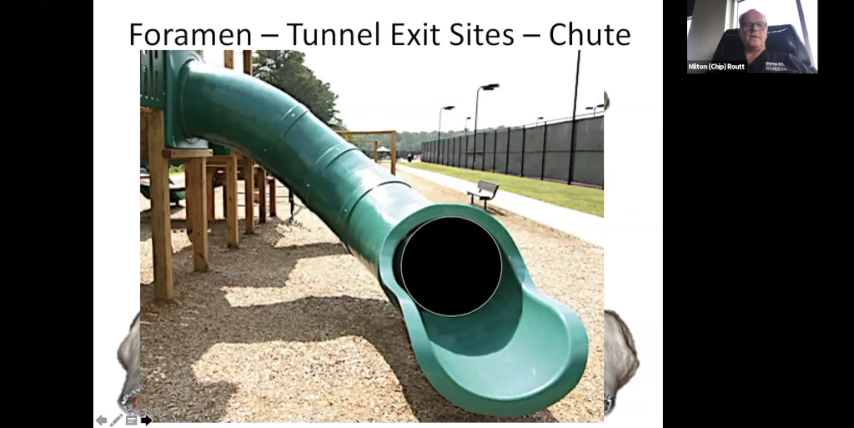 Foramen – Tunnel Exit Sites – Chute
Milton (Chip) Routt